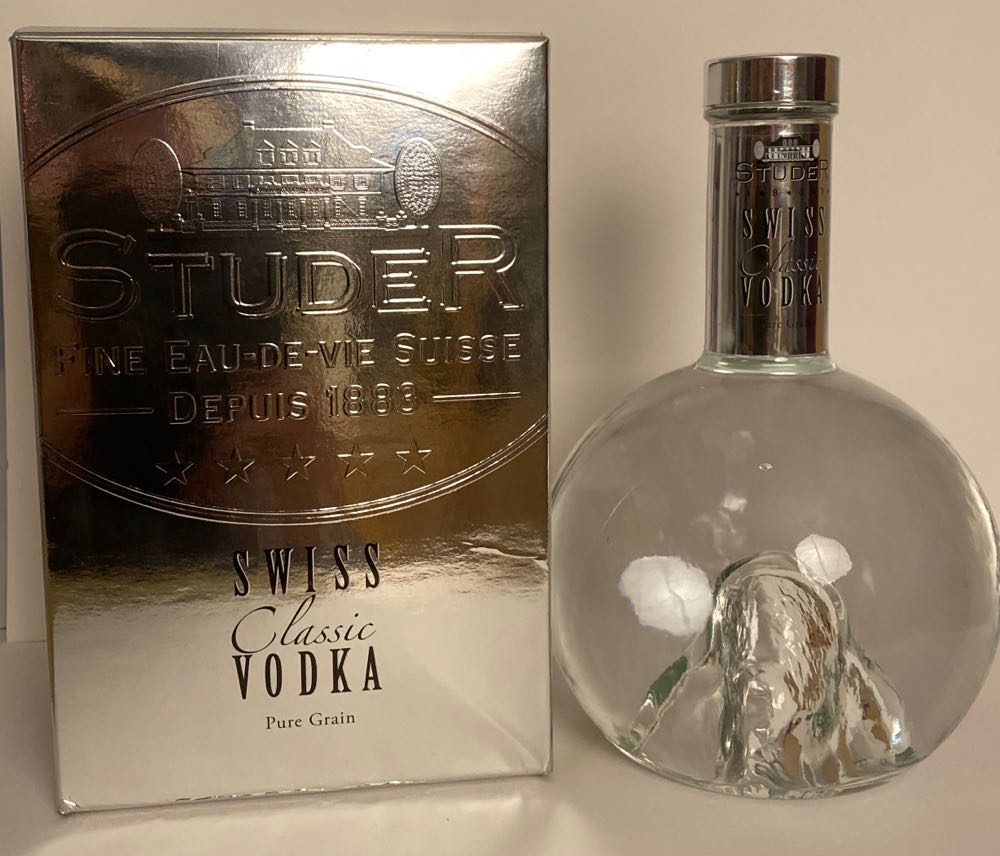 STUDER
FINE EAU-DE-VIE SUISSE
DEPUIS 1883
SWISS
Classic
VODKA
Pure Grain
STUDER
SWISS
Classic
VODKA
Pure Grain